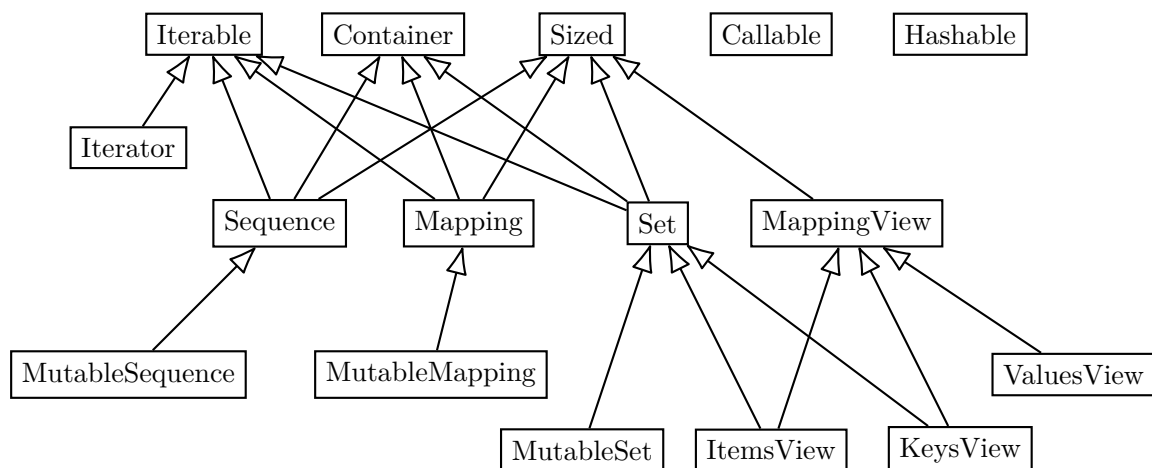 Iterable
Container
Sized
Callable
Hashable
Iterator
Sequence
Mapping
Set
MappingView
MutableSequence
MutableMapping
ValuesView
MutableSet
ItemsView
KeysView